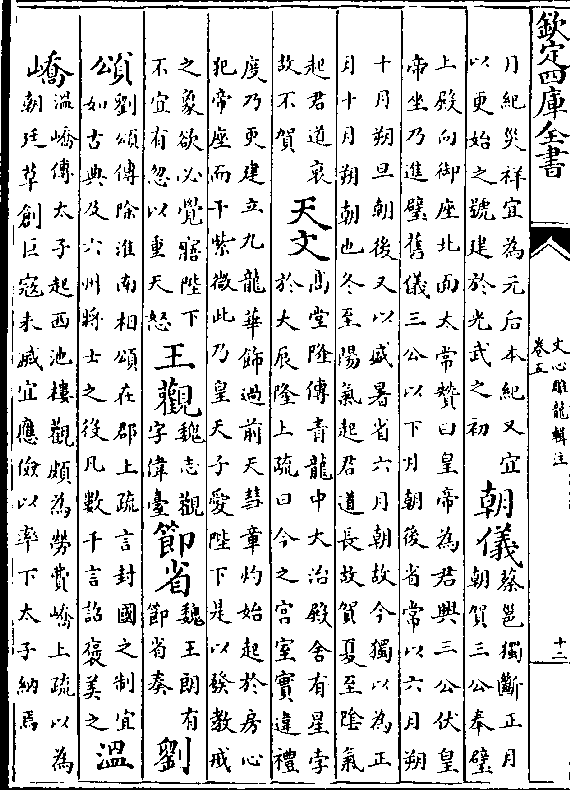 欽定四庫全書
文心雕龍輯注
卷五
十二
月紀災祥宜為元后本紀又宜
以更始之號建於光武之初
朝儀
蔡邕獨斷正月
朝賀三公奉璧
上殿向御座北面太常贊曰皇帝為君興三公伏皇
帝坐乃進璧舊儀三公以下月朝後省常以六月朔
十月朔旦朝後又以盛暑省六月朝故今獨以為正
月十月朔朝也冬至陽氣起君道長故賀夏至陰氣
起君道衰
故不賀
天文
高堂隆傳青龍中大治殿舍有星孛
於大辰隆上疏曰今之宮室實違禮
度乃更建立九龍華飾過前天彗章灼始起於房心
犯帝座而干紫微此乃皇天子愛陛下是以發教戒
之象欲必覺寤陛下
不宜有忽以重天怒
王觀
魏志觀
字偉臺
節省
魏王朗有
節省奏
劉
頌
劉頌傳除淮南相頌在郡上疏言封國之制宜
如古典及六州將士之役凡數千言詔褒美之
溫
嶠
溫嶠傳太子起西池樓觀頗為勞費嶠上疏以為
朝廷草創巨寇未滅宜應儉以率下太子納焉